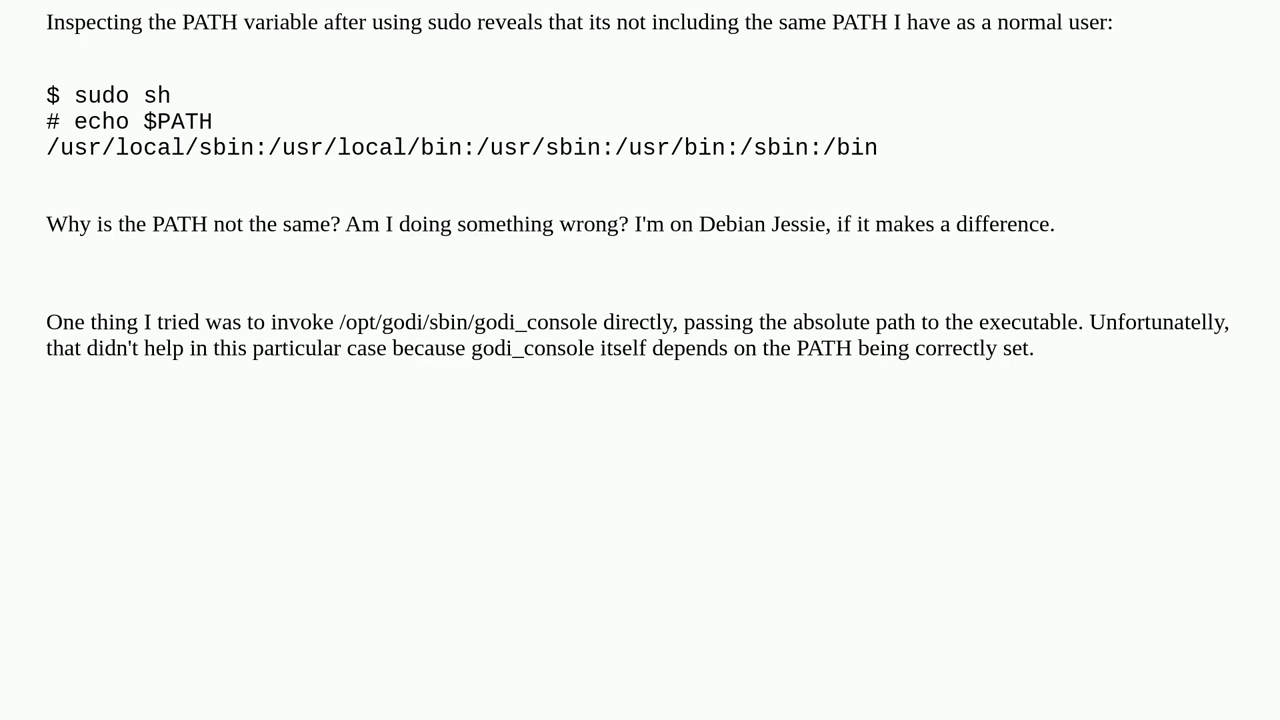 Inspecting the PATH variable after using sudo reveals that its not including the same PATH I have as a normal user:
$ sudo sh
# echo $PATH
/usr/local/sbin:/usr/local/bin:/usr/sbin:/usr/bin:/sbin:/bin
Why is the PATH not the same? Am I doing something wrong? I'm on Debian Jessie, if it makes a difference.
One thing I tried was to invoke /opt/godi/sbin/godi_console directly, passing the absolute path to the executable. Unfortunatelly,
that didn't help in this particular case because godi_console itself depends on the PATH being correctly set.